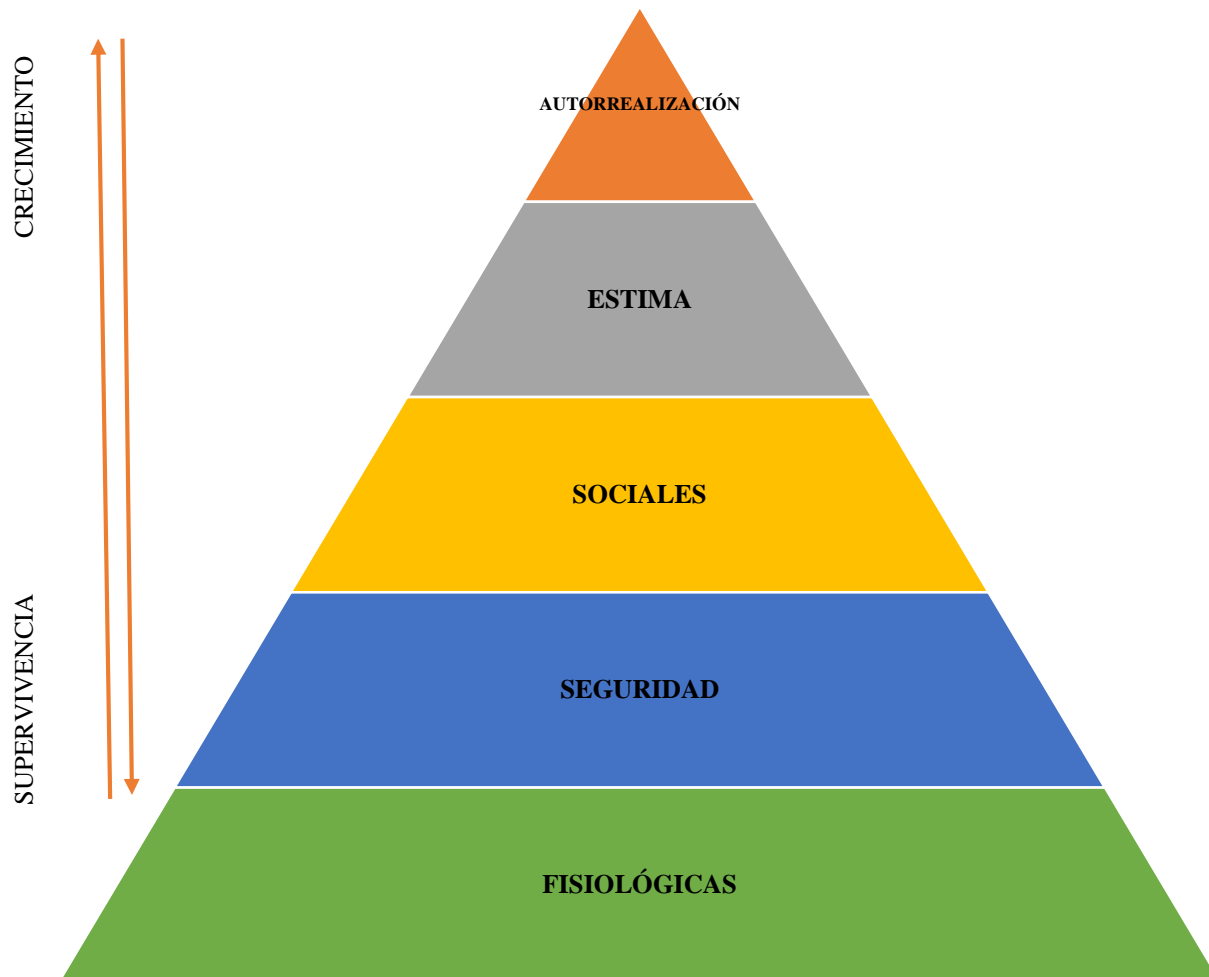 CRECIMIENTO
AUTORREALIZACIÓN
ESTIMA
SOCIALES
SUPERVIVENCIA
SEGURIDAD
FISIOLÓGICAS